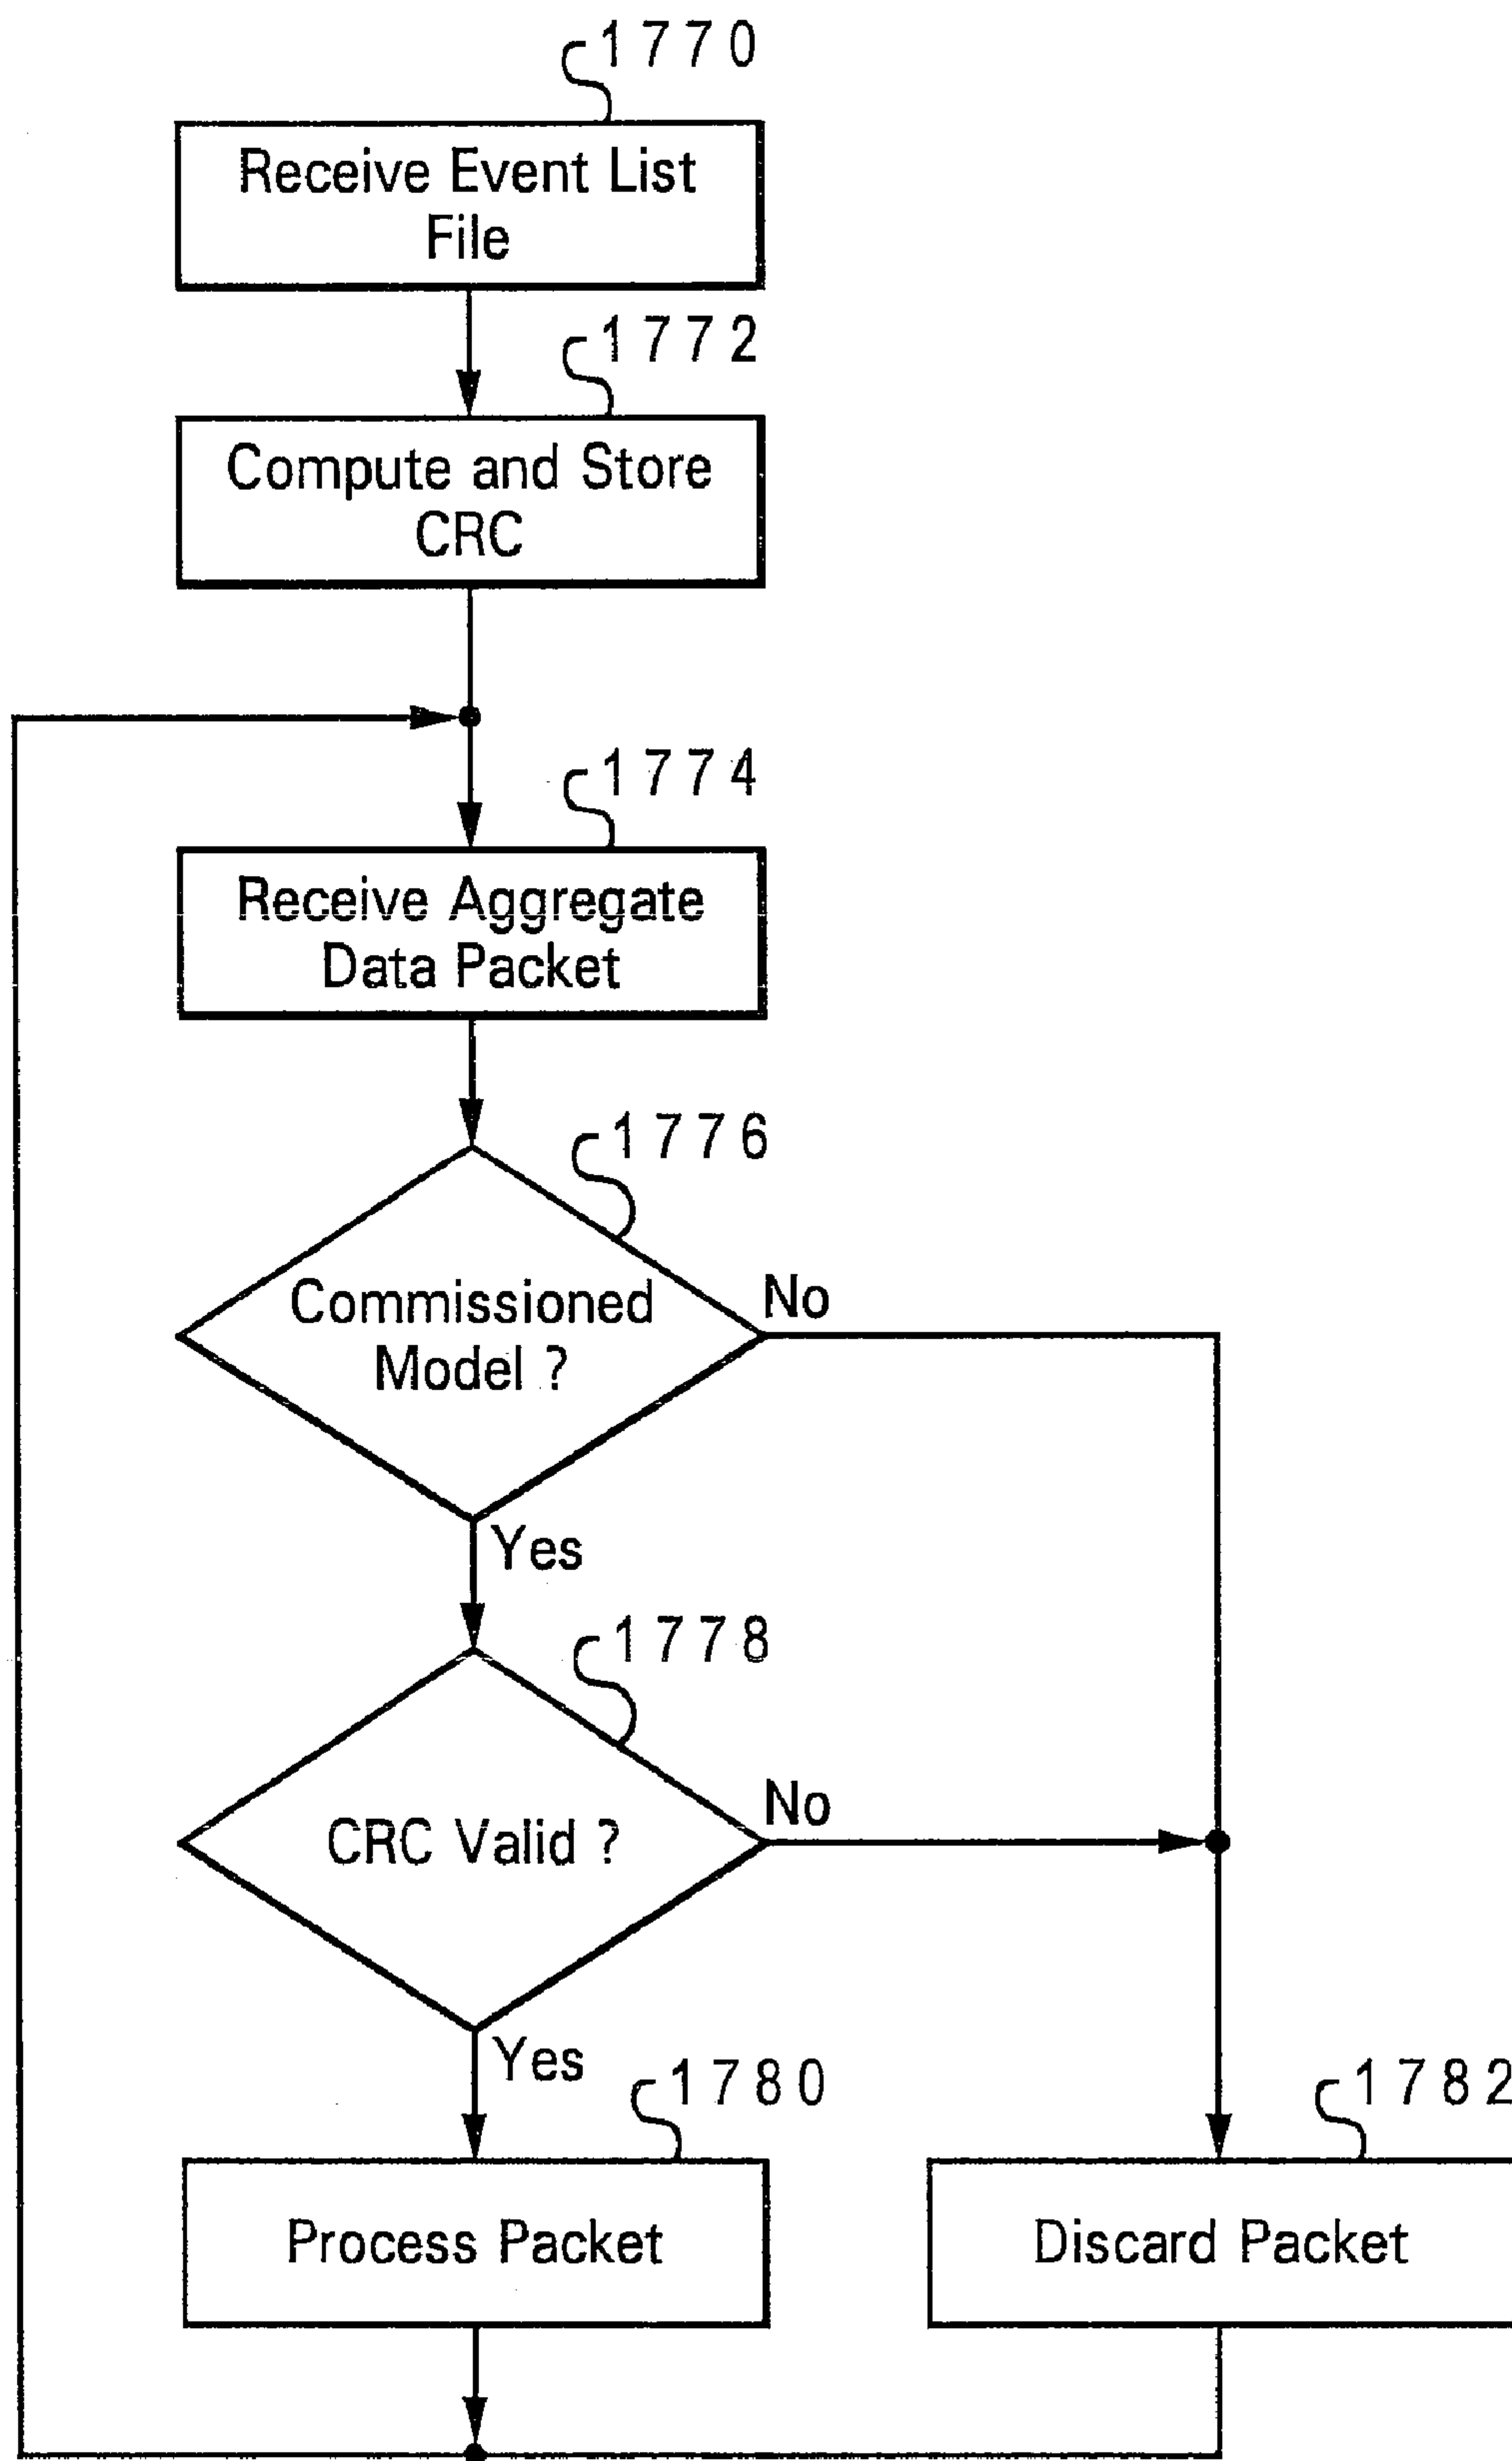 1770
Receive Event List
File
1772
Compute and Store
CRC
1774
Receive Aggregate
Data Packet
1776
Commissioned
Model ?
No
Yes
1778
CRC Valid ?
No
Yes
1780
1782
Process Packet
Discard Packet